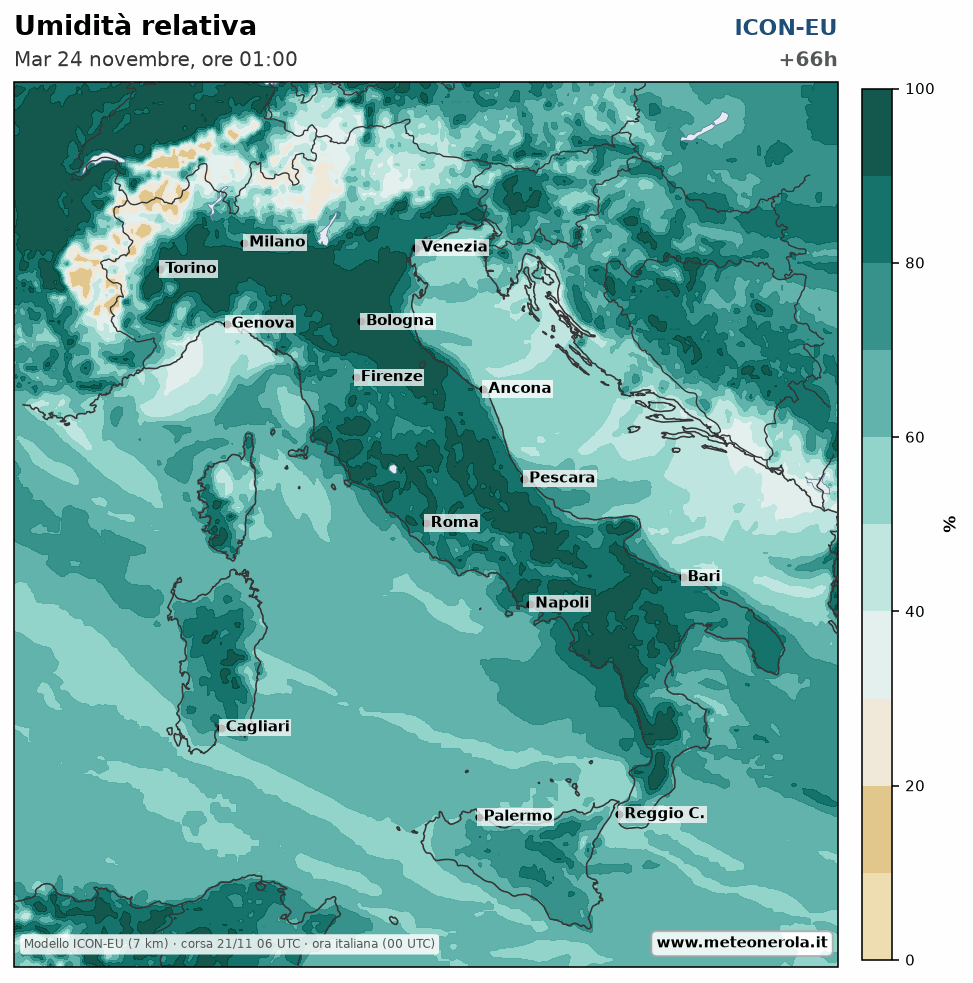 Umidità relativa
ICON-EU
Mar 24 novembre, ore 01:00
+66h
100
80
60
40
20
0
%
Milano
Venezia
Torino
Genova
Bologna
Firenze
Ancona
Pescara
Roma
Bari
Napoli
Cagliari
Palermo
Reggio C.
Modello ICON-EU (7 km) · corsa 21/11 06 UTC · ora italiana (00 UTC)
www.meteonerola.it